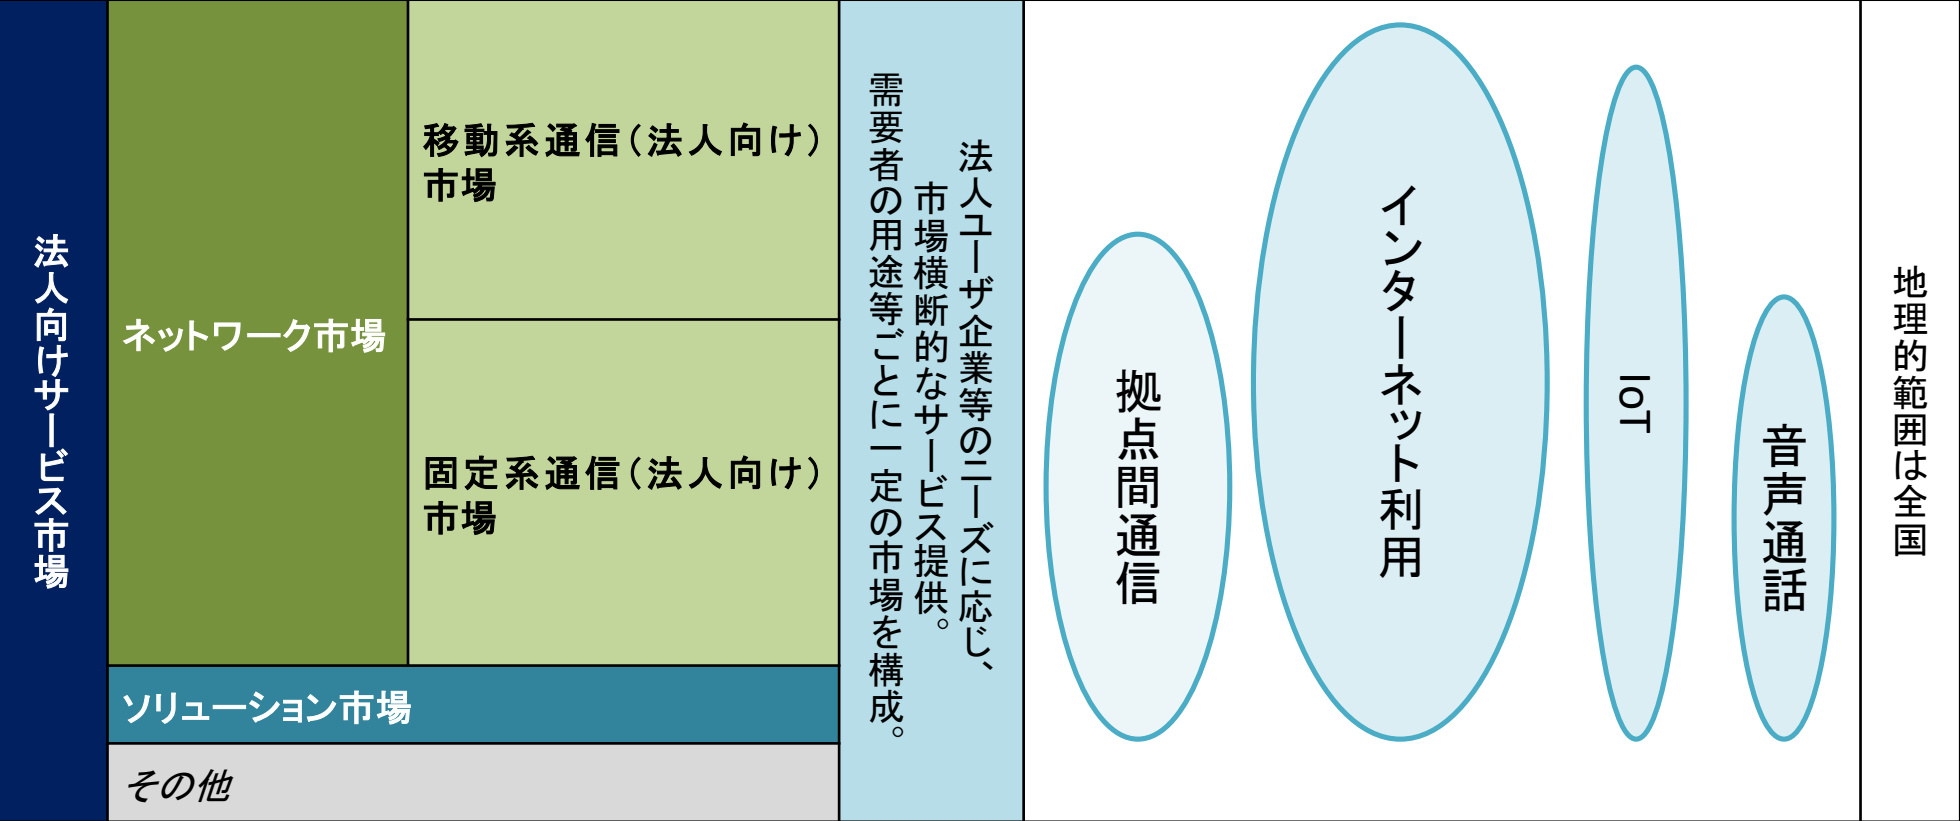 法人向けサービス市場
ネットワーク市場
移動系通信（法人向け）
市場
固定系通信（法人向け）
市場
ソリューション市場
その他
法人ユーザ企業等のニーズに応じ、
市場横断的なサービス提供。
需要者の用途等ごとに一定の市場を構成。
拠点間通信
インターネット利用
IoT
音声通話
地理的範囲は全国